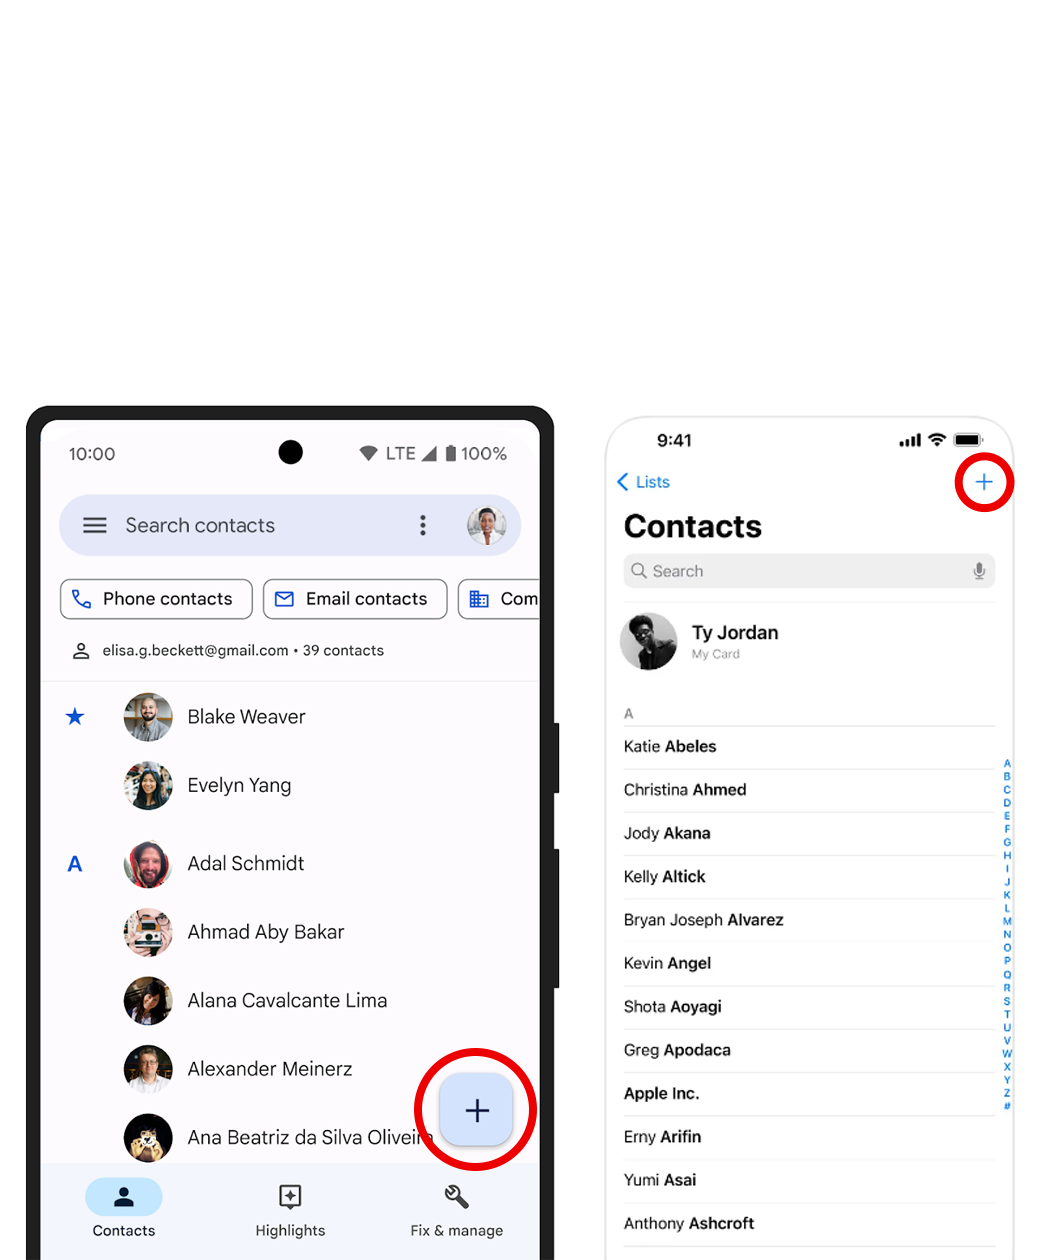 10:00
LTE
100%
Search contacts
Phone contacts
Email contacts
Com
elisa.g.beckett@gmail.com • 39 contacts
Blake Weaver
Evelyn Yang
A
Adal Schmidt
Ahmad Aby Bakar
Alana Cavalcante Lima
Alexander Meinerz
Ana Beatriz da Silva Oliveira
Contacts
Highlights
Fix & manage
9:41
Lists
Contacts
Search
Ty Jordan
My Card
A
Katie Abeles
Christina Ahmed
Jody Akana
Kelly Altick
Bryan Joseph Alvarez
Kevin Angel
Shota Aoyagi
Greg Apodaca
Apple Inc.
Erny Arifin
Yumi Asai
Anthony Ashcroft
A
B
C
D
E
F
G
H
I
J
K
L
M
N
O
P
Q
R
S
T
U
V
W
X
Y
Z
#